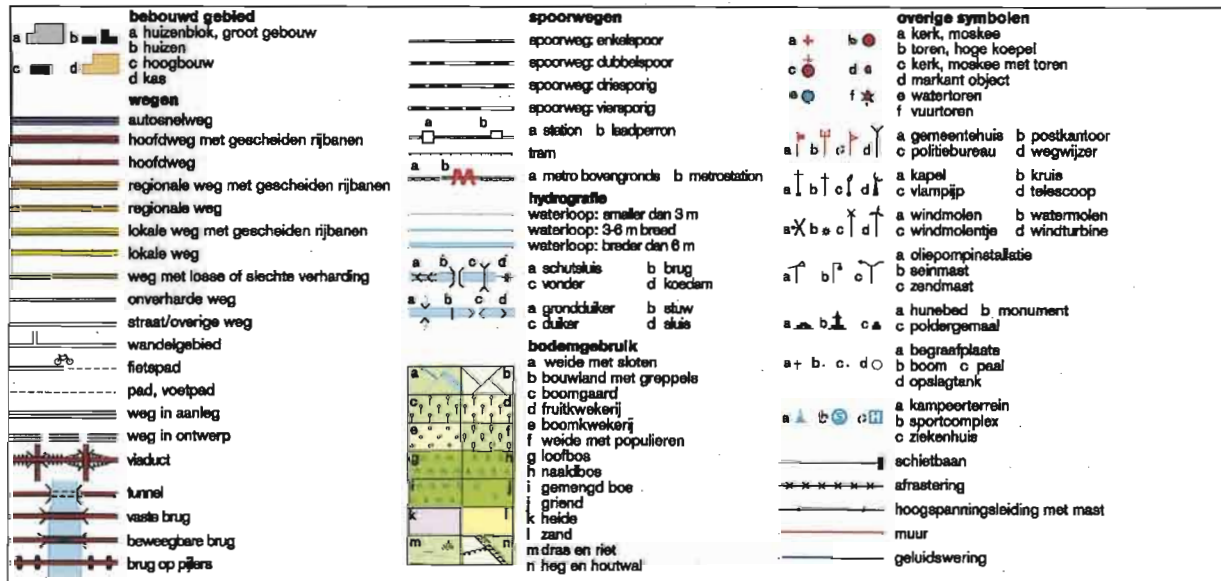 bebouwd gebied
a huizenblok, groot gebouw
a b b huizen
c d c hoogbouw
d kas
wegen
autosnelweg
hoofdweg met gescheiden rijbanen
hoofdweg
regionale weg met gescheiden rijbanen
regionale weg
lokale weg met gescheiden rijbanen
lokale weg
weg met losse of slechte verharding
onverharde weg
straat/overige weg
wandelgebied
fietspad
pad, voetpad
weg in aanleg
weg in ontwerp
viaduct
tunnel
vaste brug
beweegbare brug
brug op pijlers
spoorwegen
spoorweg: enkelspoor
spoorweg: dubbelspoor
spoorweg: driesporig
spoorweg: viersporig
a b
a station b laadperron
tram
a b M
a metro bovengronds b metrostation
hydrografie
waterloop: smaller dan 3 m
waterloop: 3-6 m breed
waterloop: breder dan 6 m
a b c d
a schutsluis b brug
c vonder d koedam
a b c d
a grondduiker b stuw
c duiker d sluis
bodemgebruik
a weide met sloten
a b b bouwland met greppels
c boomgaard
c d d fruitkwekerij
e boomkwekerij
e f f weide met populieren
g h g loofbos
h naaldbos
i j i gemengd bos
j griend
k l k heide
l zand
m n m dras en riet
n heg en houtwal
overige symbolen
a b a kerk, moskee
b toren, hoge koepel
c d c kerk, moskee met toren
d markant object
e f S e watertoren
f vuurtoren
a b c d a gemeentehuis b postkantoor
c politiebureau d wegwijzer
a b c d a kapel b kruis
c vlampijp d telescoop
a b c d a windmolen b watermolen
c windmolentje d windturbine
a b c a oliepompinstallatie
b seinmast
c zendmast
a b c a hunebed b monument
c poldergemaal
a b c d a begraafplaats
b boom c paal
d opslagtank
a b S c H a kampeerterrein
b sportcomplex
c ziekenhuis
schietbaan
afrastering
hoogspanningsleiding met mast
muur
geluidswering